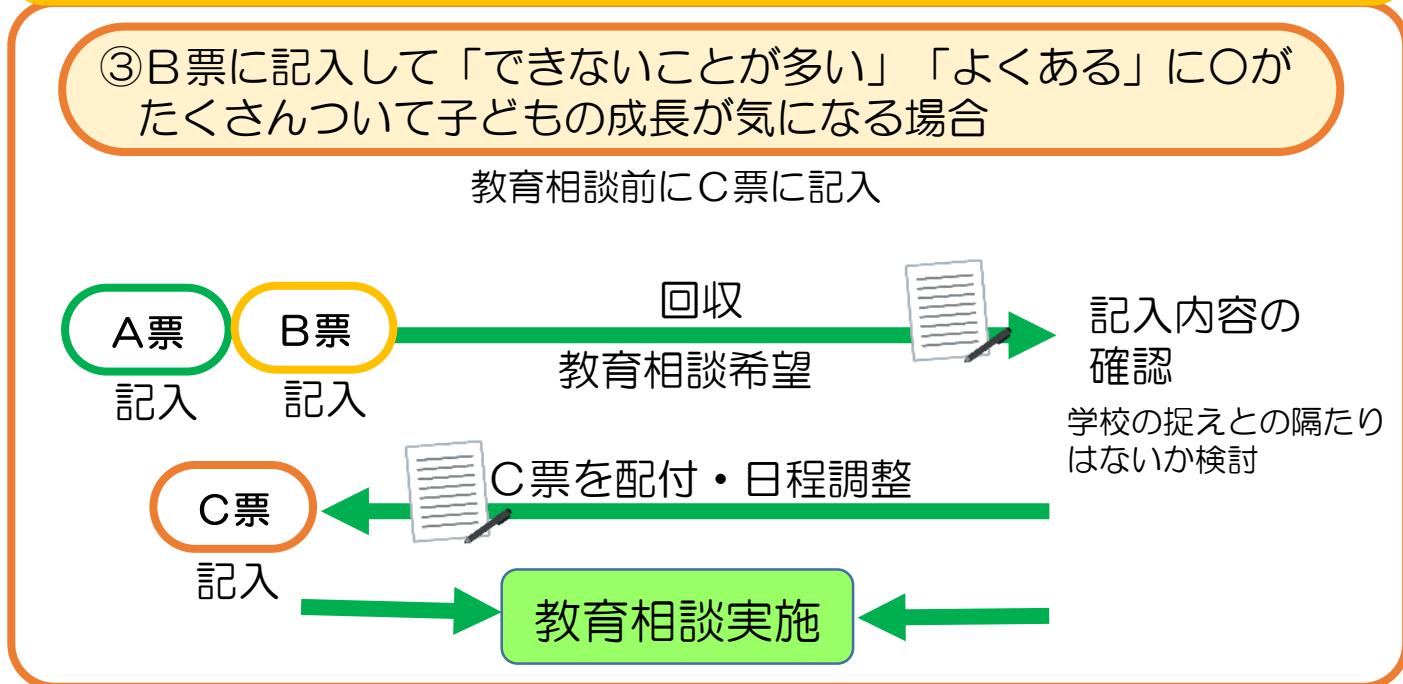 ③B票に記入して「できないことが多い」「よくある」に〇が
たくさんついて子どもの成長が気になる場合
教育相談前にC票に記入
A票
B票
記入
記入
回収
教育相談希望
記入内容の
確認
学校の捉えとの隔たり
はないか検討
C票を配付・日程調整
C票
記入
教育相談実施